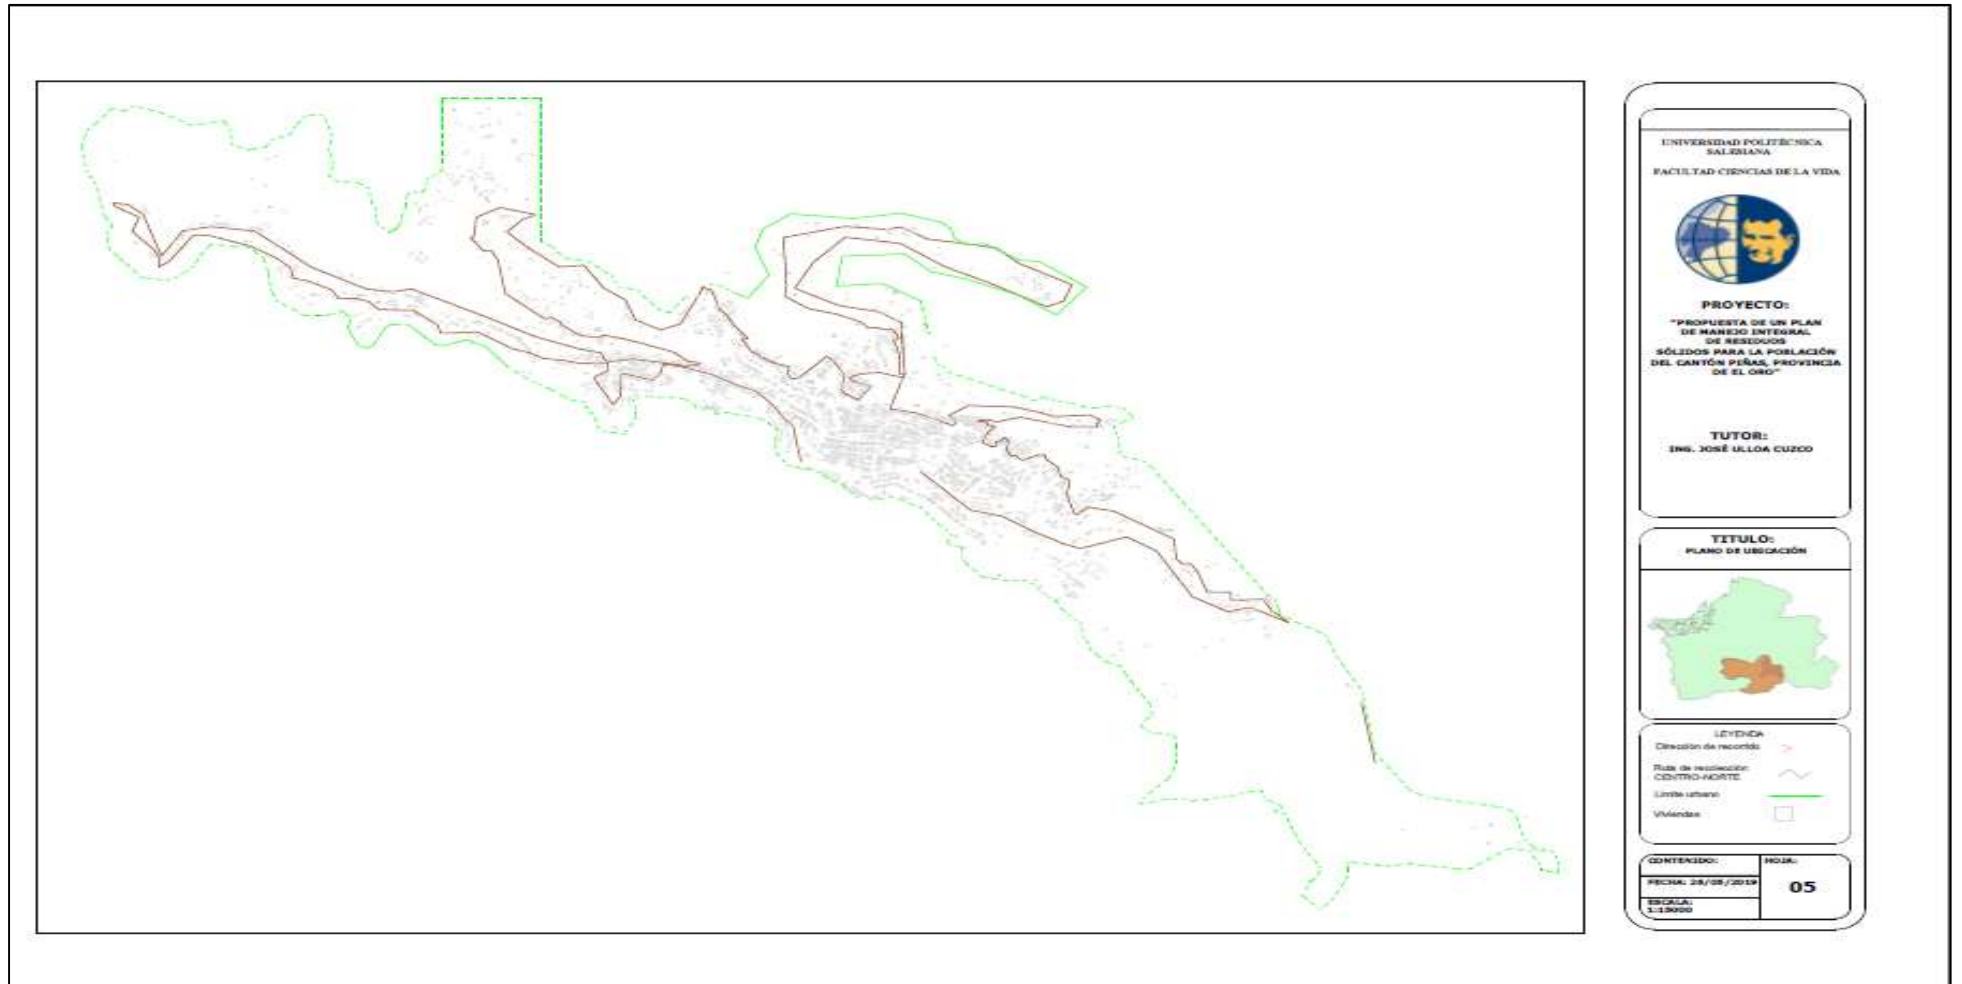 UNIVERSIDAD POLITÉCNICA
SALESIANA
FACULTAD CIENCIAS DE LA VIDA
PROYECTO:
"PROPUESTA DE UN PLAN
DE MANEJO INTEGRAL
DE RESIDUOS
SÓLIDOS PARA LA POBLACIÓN
DEL CANTÓN PIÑAS, PROVINCIA
DE EL ORO"
TUTOR:
ING. JOSÉ ULLOA CUZCO
TITULO:
PLANO DE UBICACIÓN
LEYENDA
Dirección de recorrido
Ruta de recolección:
CENTRO-NORTE
Limite urbano
Viviendas
CONTENIDO:
HOJA:
FECHA: 28/05/2019
05
ESCALA:
1:15000